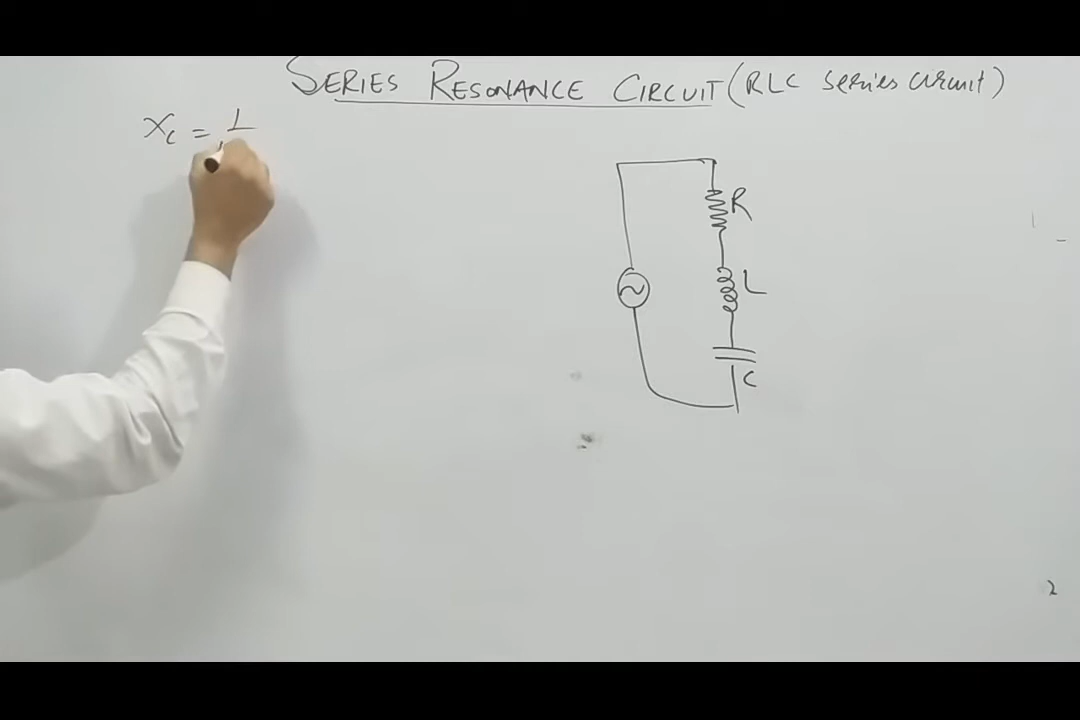 SERIES RESONANCE CIRCUIT (RLC series circuit)
Xc = 1
R
L
C
2